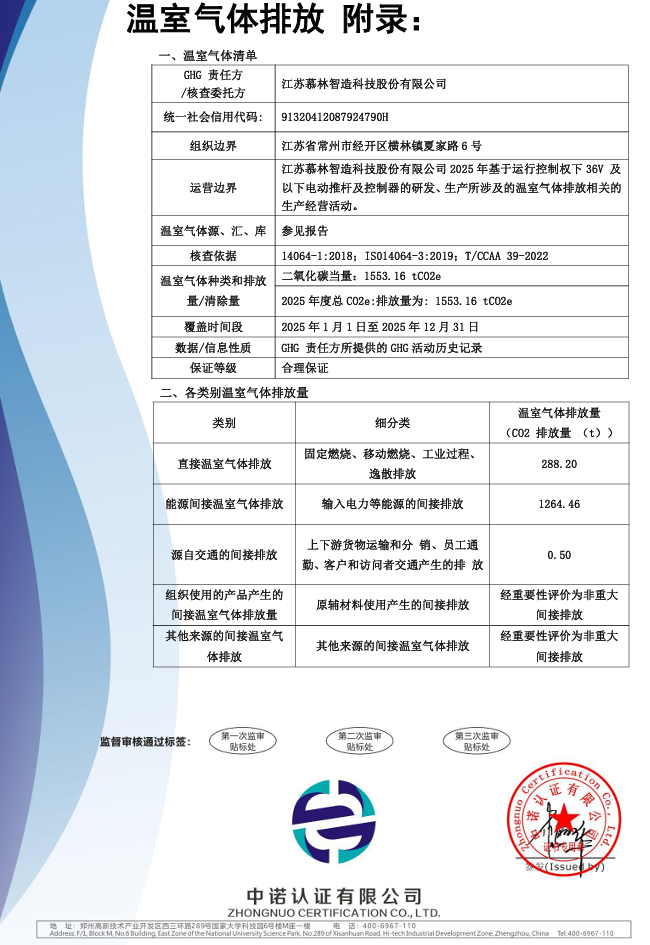 温室气体排放 附录：
一、温室气体清单
GHG 责任方
/核查委托方
江苏慕林智造科技股份有限公司
统一社会信用代码:
91320412087924790H
组织边界
江苏省常州市经开区横林镇夏家路 6 号
运营边界
江苏慕林智造科技股份有限公司 2025 年基于运行控制权下 36V 及
以下电动推杆及控制器的研发、生产所涉及的温室气体排放相关的
生产经营活动。
温室气体源、汇、库
参见报告
核查依据
14064-1:2018; ISO14064-3:2019; T/CCAA 39-2022
温室气体种类和排放
量/清除量
二氧化碳当量: 1553.16 tCO2e
2025 年度总 CO2e:排放量为: 1553.16 tCO2e
覆盖时间段
2025 年 1 月 1 日至 2025 年 12 月 31 日
数据/信息性质
GHG 责任方所提供的 GHG 活动历史记录
保证等级
合理保证
二、各类别温室气体排放量
类别
细分类
温室气体排放量
（CO2 排放量 （t））
直接温室气体排放
固定燃烧、移动燃烧、工业过程、
逸散排放
288.20
能源间接温室气体排放
输入电力等能源的间接排放
1264.46
源自交通的间接排放
上下游货物运输和分 销、员工通
勤、客户和访问者交通产生的排 放
0.50
组织使用的产品产生的
间接温室气体排放量
原辅材料使用产生的间接排放
经重要性评价为非重大
间接排放
其他来源的间接温室气
体排放
其他来源的间接温室气体排放
经重要性评价为非重大
间接排放
监督审核通过标签：
第一次监审
贴标处
第二次监审
贴标处
第三次监审
贴标处
Zhongnuo Certification Co., Ltd.
中诺认证有限公司
证书专用章
签发(Issued by)
中诺认证有限公司
ZHONGNUO CERTIFICATION CO., LTD.
地 址：郑州高新技术产业开发区西三环路289号国家大学科技园6号楼M座一楼 电 话：400-6967-110
Address: F/1, Block M, No.6 Building, East Zone of the National University Science Park, No.289 of Xisanhuan Road, Hi-tech Industrial Development Zone, Zhengzhou, China Tel:400-6967-110